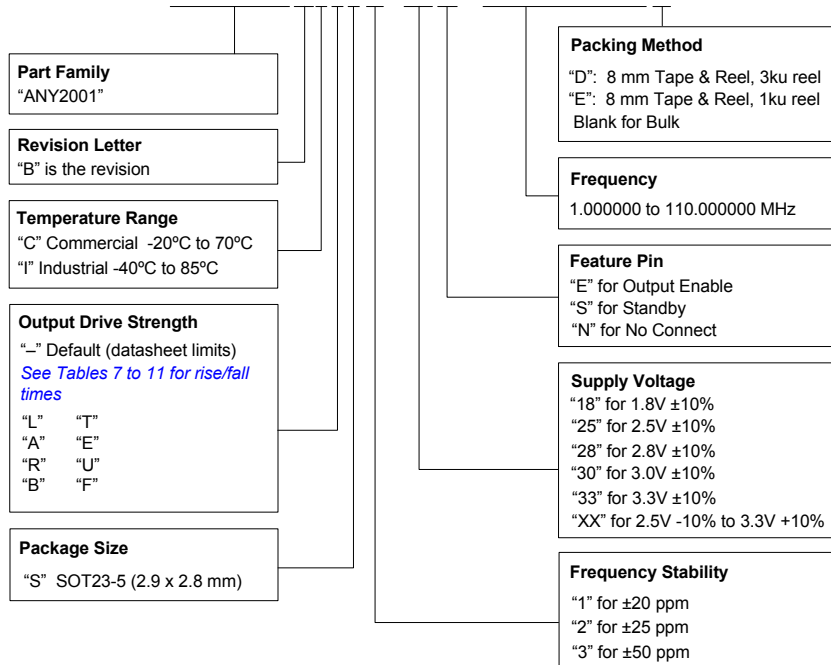 Part Family
“ANY2001”
Revision Letter
“B” is the revision
Temperature Range
“C” Commercial -20ºC to 70ºC
“I” Industrial -40ºC to 85ºC
Output Drive Strength
“–” Default (datasheet limits)
See Tables 7 to 11 for rise/fall
times
“L” “T”
“A” “E”
“R” “U”
“B” “F”
Package Size
“S” SOT23-5 (2.9 x 2.8 mm)
Packing Method
“D”: 8 mm Tape & Reel, 3ku reel
“E”: 8 mm Tape & Reel, 1ku reel
Blank for Bulk
Frequency
1.000000 to 110.000000 MHz
Feature Pin
“E” for Output Enable
“S” for Standby
“N” for No Connect
Supply Voltage
“18” for 1.8V ±10%
“25” for 2.5V ±10%
“28” for 2.8V ±10%
“30” for 3.0V ±10%
“33” for 3.3V ±10%
“XX” for 2.5V -10% to 3.3V +10%
Frequency Stability
“1” for ±20 ppm
“2” for ±25 ppm
“3” for ±50 ppm